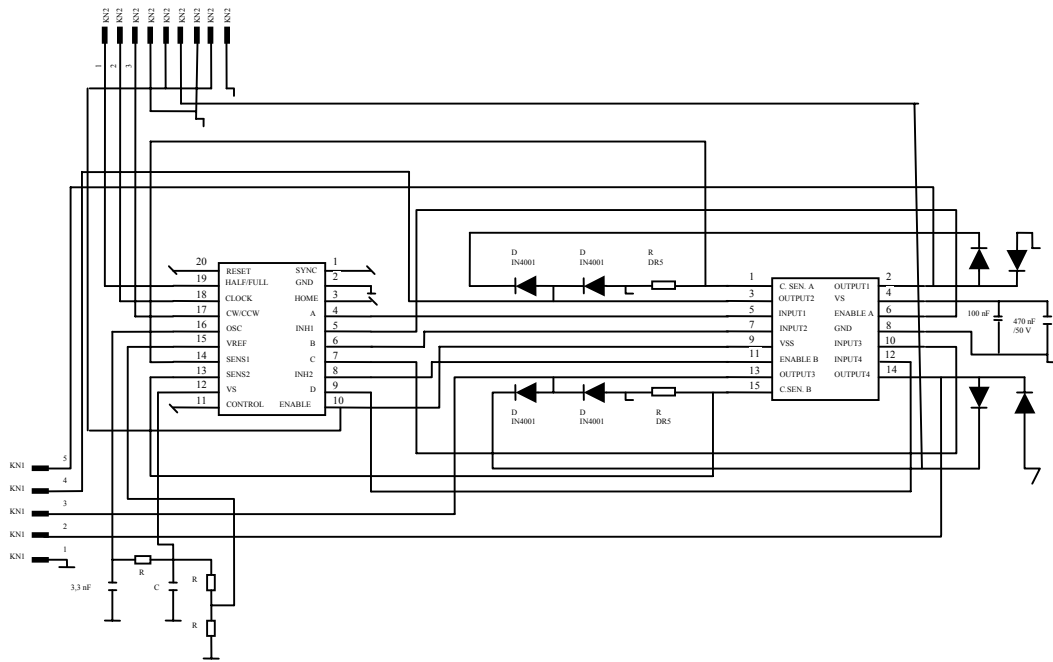 KN2 KN2 KN2 KN2 KN2 KN2 KN2 KN2 KN2
1 2 3
20 RESET SYNC 1
19 HALF/FULL GND 2
18 CLOCK HOME 3
17 CW/CCW A 4
16 OSC INH1 5
15 VREF B 6
14 SENS1 C 7
13 SENS2 INH2 8
12 VS D 9
11 CONTROL ENABLE 10
D
IN4001
D
IN4001
R
DR5
1 C. SEN. A OUTPUT1 2
3 OUTPUT2 VS 4
5 INPUT1 ENABLE A 6
7 INPUT2 GND 8
9 VSS INPUT3 10
11 ENABLE B INPUT4 12
13 OUTPUT3 OUTPUT4 14
15 C.SEN. B
100 nF
470 nF
/50 V
D
IN4001
D
IN4001
R
DR5
KN1 5
KN1 4
KN1 3
KN1 2
KN1 1
R
3,3 nF
C
R
R